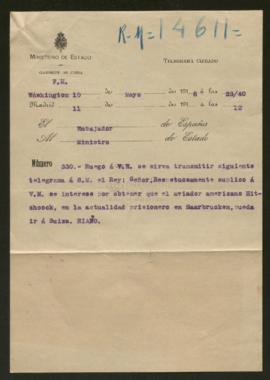 R-M=14611=
MINISTERIO DE ESTADO
GABINETE DE CIFRA
TELEGRAMA CIFRADO
F.M.
Washington 10 de Mayo de 191 8 á las 23/40
Madrid 11 de de 191 á las 12
El Embajador de España
Al Ministro de Estado
Número 330.- Ruego á V.E. se sirva transmitir siguiente
telegrama á S.M. el Rey: Señor, Respetuosamente suplico á
V.M. se interese por obtener que el aviador americano Hit-
chcock, en la actualidad prisionero en Saarbrucken, pueda
ir á Suiza. RIAÑO.